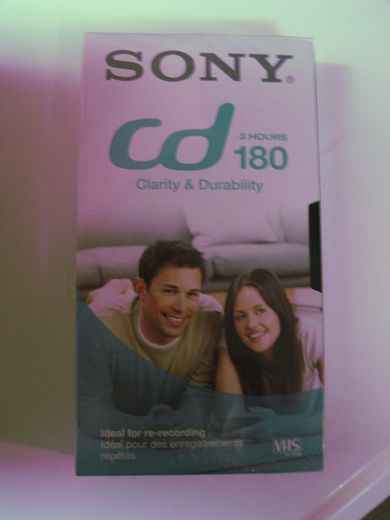 SONY®
cd
3 HOURS
180
Clarity & Durability
Ideal for re-recording
Idéal pour des enregistrements
répétés
VHS